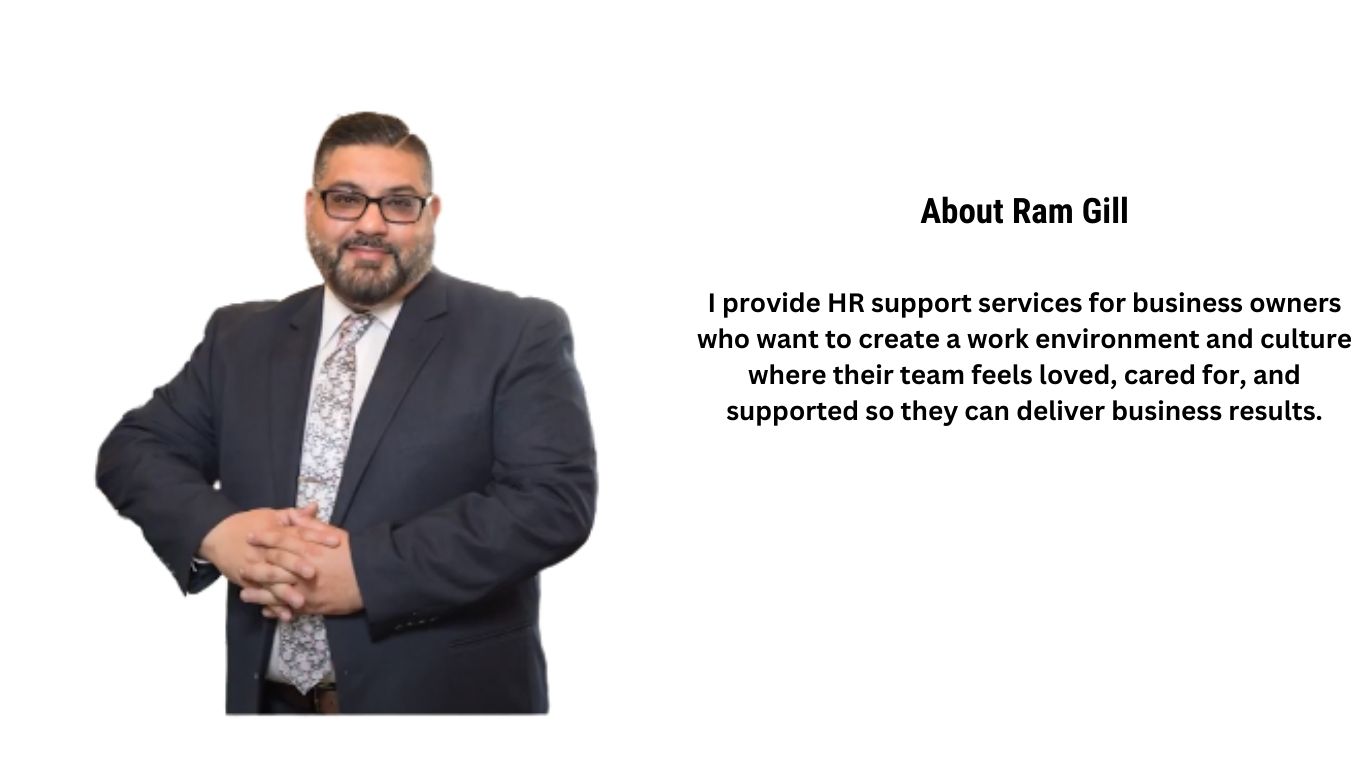 About Ram Gill
I provide HR support services for business owners
who want to create a work environment and culture
where their team feels loved, cared for, and
supported so they can deliver business results.